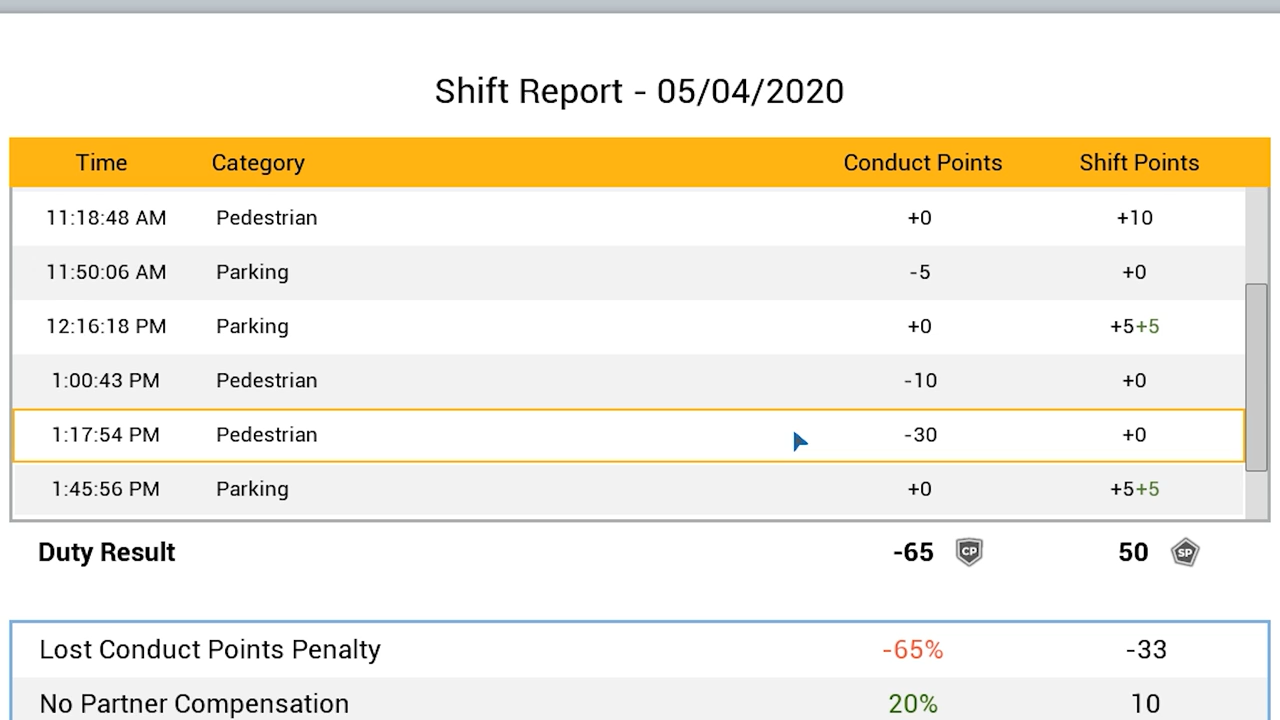 Shift Report - 05/04/2020
Time Category Conduct Points Shift Points
11:18:48 AM Pedestrian +0 +10
11:50:06 AM Parking -5 +0
12:16:18 PM Parking +0 +5+5
1:00:43 PM Pedestrian -10 +0
1:17:54 PM Pedestrian -30 +0
1:45:56 PM Parking +0 +5+5
Duty Result -65 CP 50 SP
Lost Conduct Points Penalty -65% -33
No Partner Compensation 20% 10